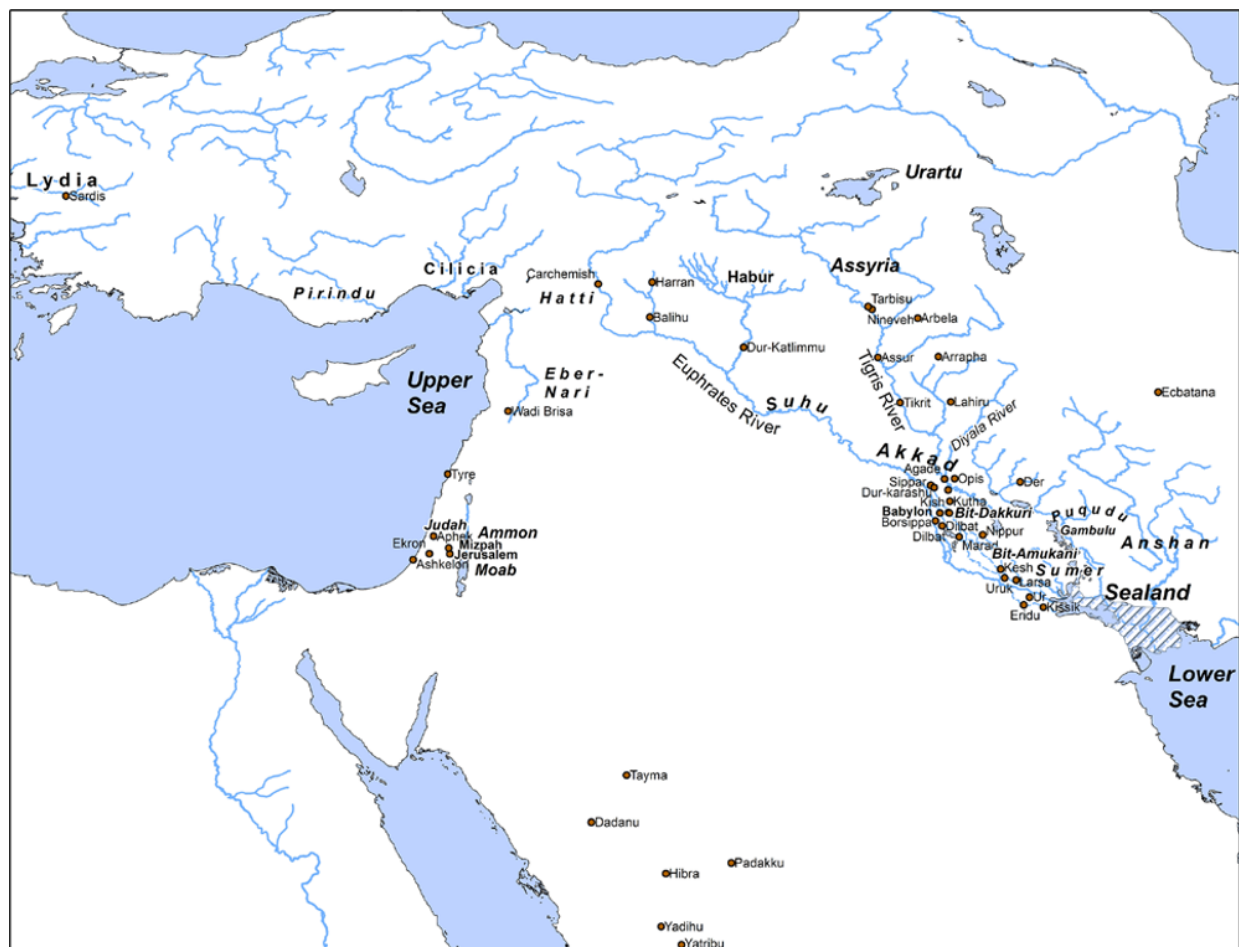 Urartu
Lydia
Sardis
Cilicia
Pirindu
Carchemish
Hatti
Harran
Balihu
Habur
Assyria
Tarbisu
Nineveh
Arbela
Dur-Katlimmu
Assur
Arrapha
Tigris River
Euphrates River
Upper
Sea
Eber-
Nari
Wadi Brisa
Suhu
Tikrit
Lahiru
Diyala River
Ecbatana
Akkad
Agade
Opis
Sippar
Dur-karashu
Der
Kish
Kutha
Babylon
Bit-Dakkuri
Borsippa
Dilbat
Dilbat
Nippur
Marad
Puqudu
Gambulu
Anshan
Bit-Amukani
Kesh
Sumer
Uruk
Larsa
Ur
Eridu
Kissik
Sealand
Lower
Sea
Tyre
Judah
Aphek
Ammon
Ekron
Mizpah
Jerusalem
Ashkelon
Moab
Tayma
Dadanu
Hibra
Padakku
Yadihu
Yatribu